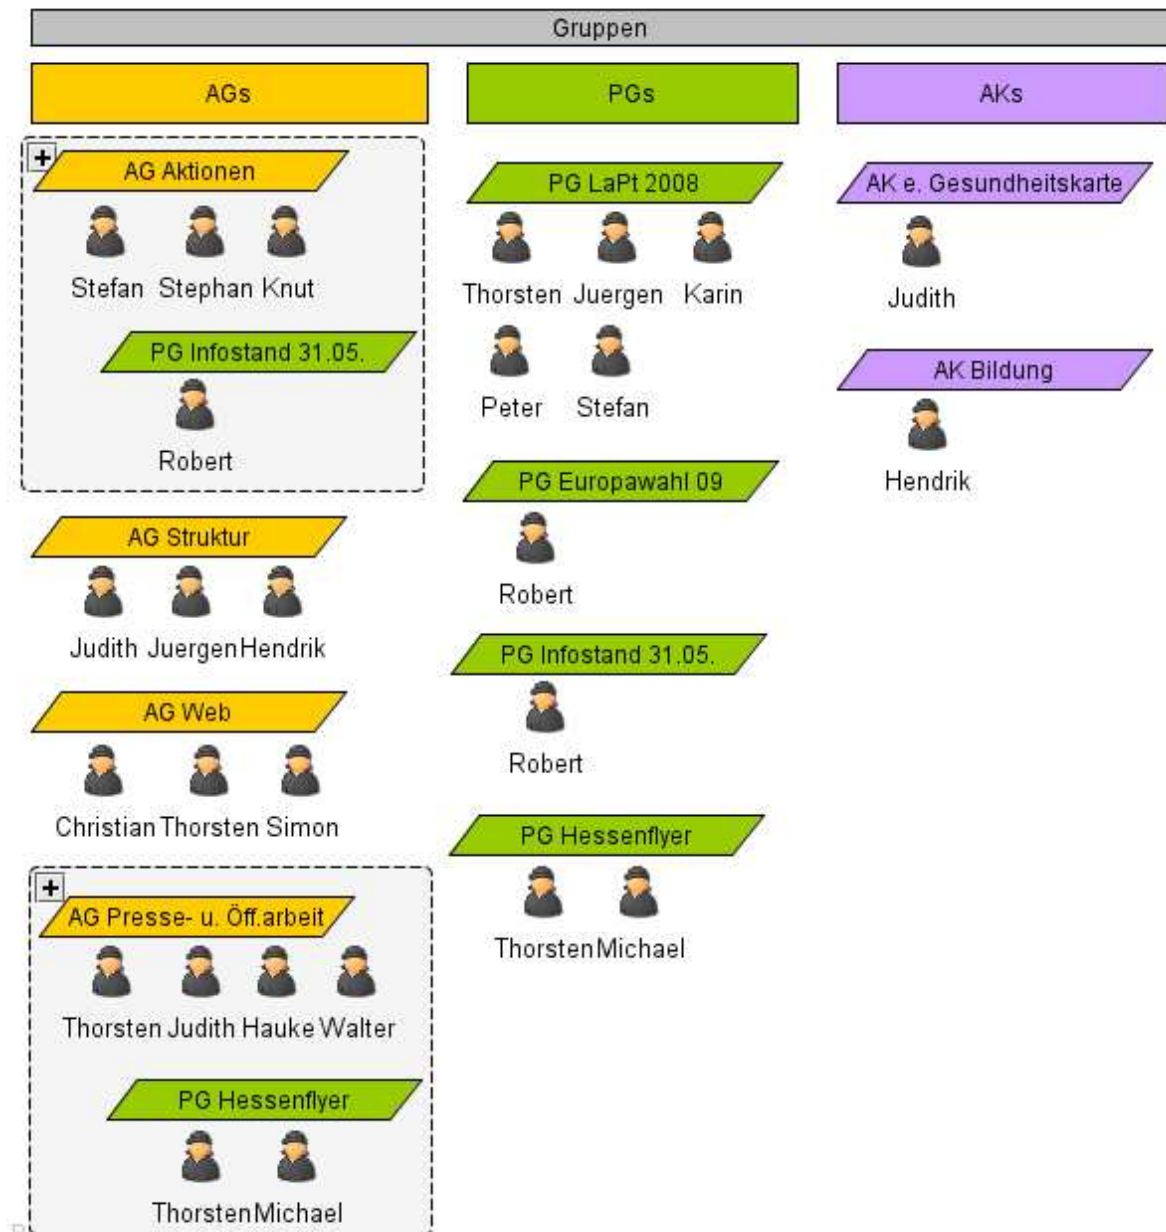 Gruppen
AGs
AG Aktionen
Stefan Stephan Knut
PG Infostand 31.05.
Robert
AG Struktur
Judith Juergen Hendrik
AG Web
Christian Thorsten Simon
AG Presse- u. Öff.arbeit
Thorsten Judith Hauke Walter
PG Hessenflyer
Thorsten Michael
PGs
PG LaPt 2008
Thorsten Juergen Karin
Peter Stefan
PG Europawahl 09
Robert
PG Infostand 31.05.
Robert
PG Hessenflyer
Thorsten Michael
AKs
AK e. Gesundheitskarte
Judith
AK Bildung
Hendrik